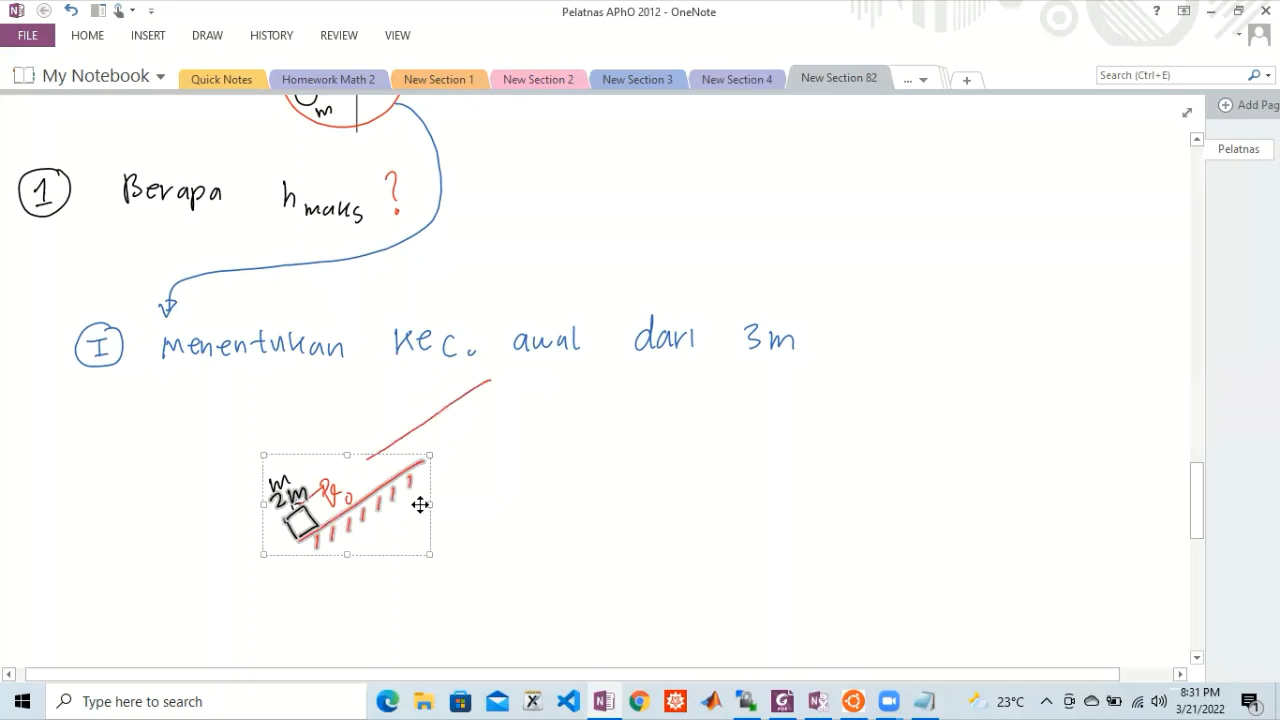 Pelatnas APhO 2012 - OneNote
FILE HOME INSERT DRAW HISTORY REVIEW VIEW
My Notebook Quick Notes Homework Math 2 New Section 1 New Section 2 New Section 3 New Section 4 New Section 82 ... + Search (Ctrl+E)
Add Pag
Pelatnas
m
1 Berapa hmaks ?
I menentukan kec. awal dari 3m
m
2m
Type here to search
23°C
8:31 PM
3/21/2022